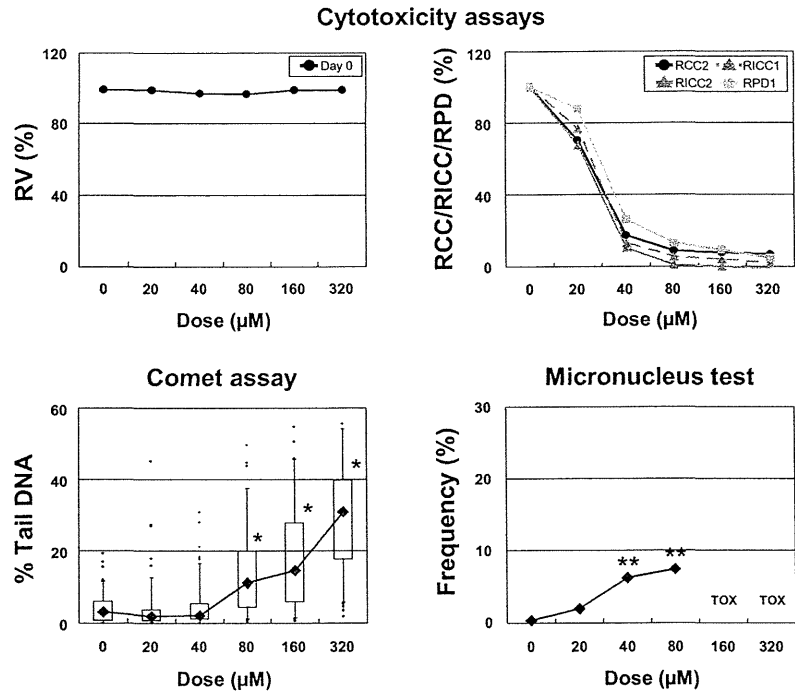 Cytotoxicity assays
RV (%)
120
80
40
0
Day 0
0 20 40 80 160 320
Dose (µM)
RCC/RICC/RPD (%)
120
80
40
0
RCC2 RICC1
RICC2 RPD1
0 20 40 80 160 320
Dose (µM)
Comet assay
% Tail DNA
60
40
20
0
* * *
0 20 40 80 160 320
Dose (µM)
Micronucleus test
Frequency (%)
30
20
10
0
** **
TOX TOX
0 20 40 80 160 320
Dose (µM)